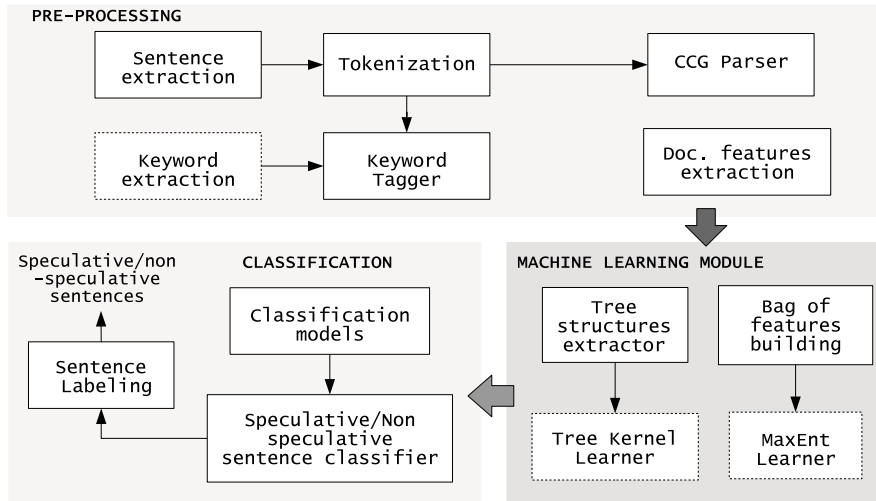 PRE-PROCESSING
Sentence
extraction
Tokenization
CCG Parser
Keyword
extraction
Keyword
Tagger
Doc. features
extraction
Speculative/non
-speculative
sentences
CLASSIFICATION
Classification
models
Sentence
Labeling
Speculative/Non
speculative
sentence classifier
MACHINE LEARNING MODULE
Tree
structures
extractor
Bag of
features
building
Tree Kernel
Learner
MaxEnt
Learner